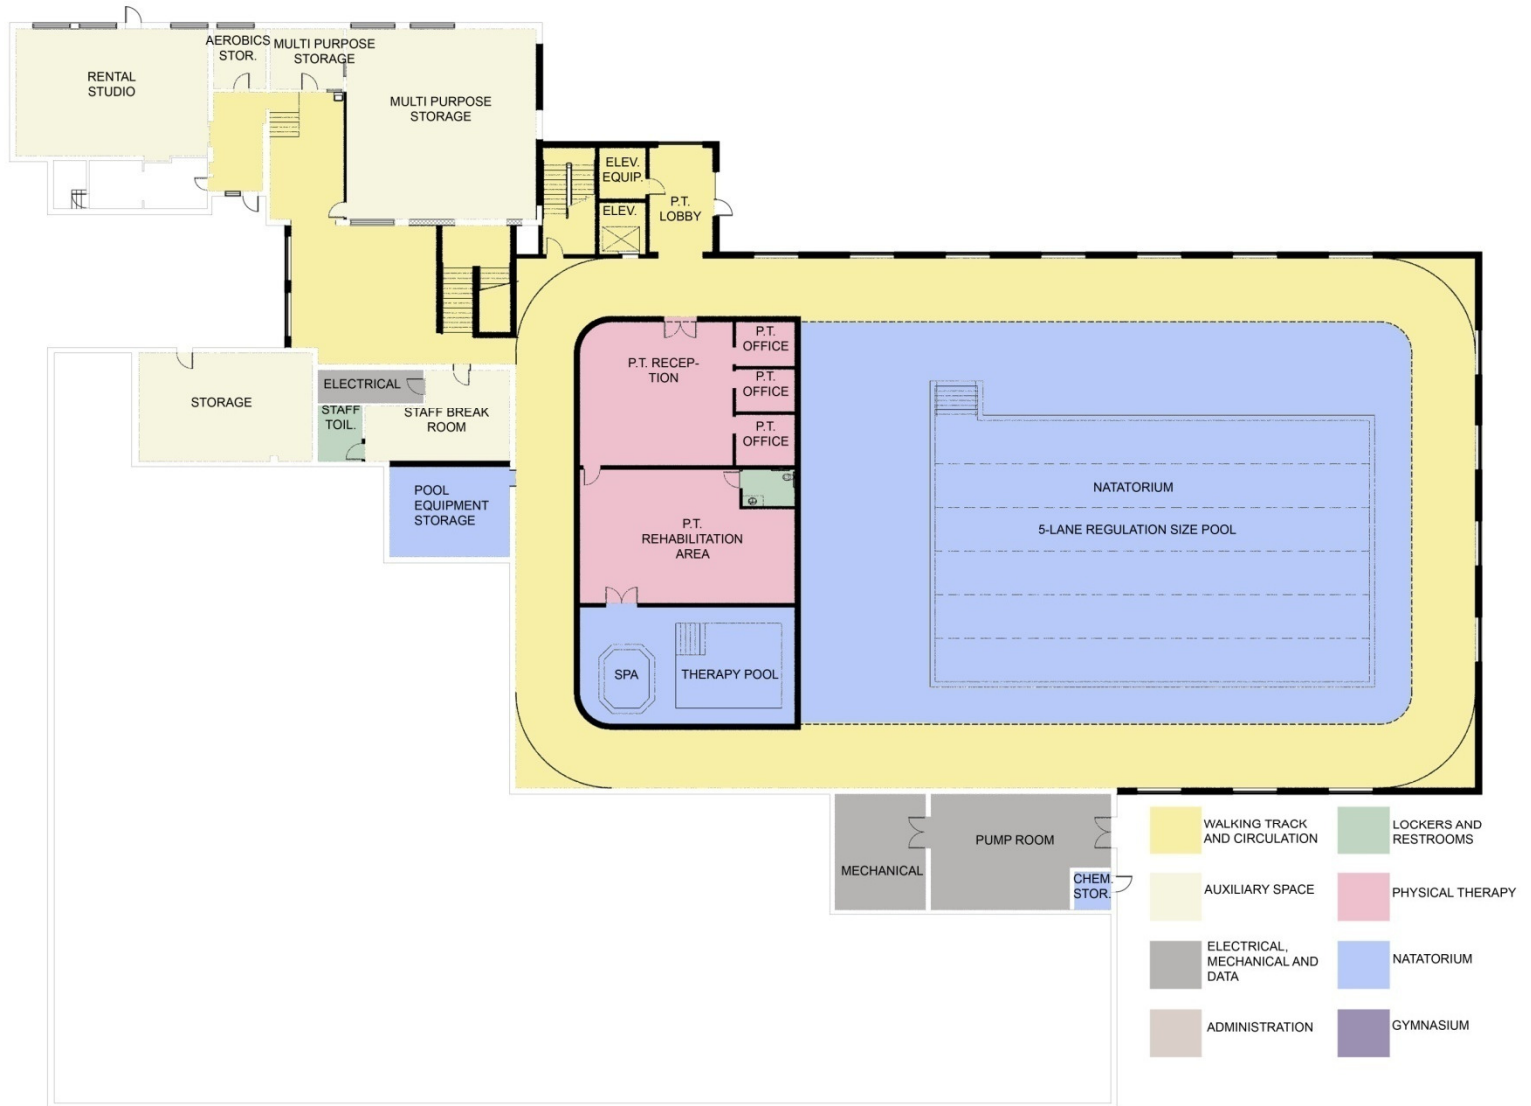 AEROBICS
STOR.
MULTI PURPOSE
STORAGE
RENTAL
STUDIO
MULTI PURPOSE
STORAGE
ELEV.
EQUIP.
P.T.
LOBBY
ELEV.
P.T.
OFFICE
P.T. RECEP-
TION
P.T.
OFFICE
P.T.
OFFICE
ELECTRICAL
STORAGE
STAFF
TOIL.
STAFF BREAK
ROOM
POOL
EQUIPMENT
STORAGE
NATATORIUM
5-LANE REGULATION SIZE POOL
P.T.
REHABILITATION
AREA
SPA
THERAPY POOL
PUMP ROOM
MECHANICAL
CHEM.
STOR.
WALKING TRACK
AND CIRCULATION
LOCKERS AND
RESTROOMS
AUXILIARY SPACE
PHYSICAL THERAPY
ELECTRICAL,
MECHANICAL AND
DATA
NATATORIUM
ADMINISTRATION
GYMNASIUM